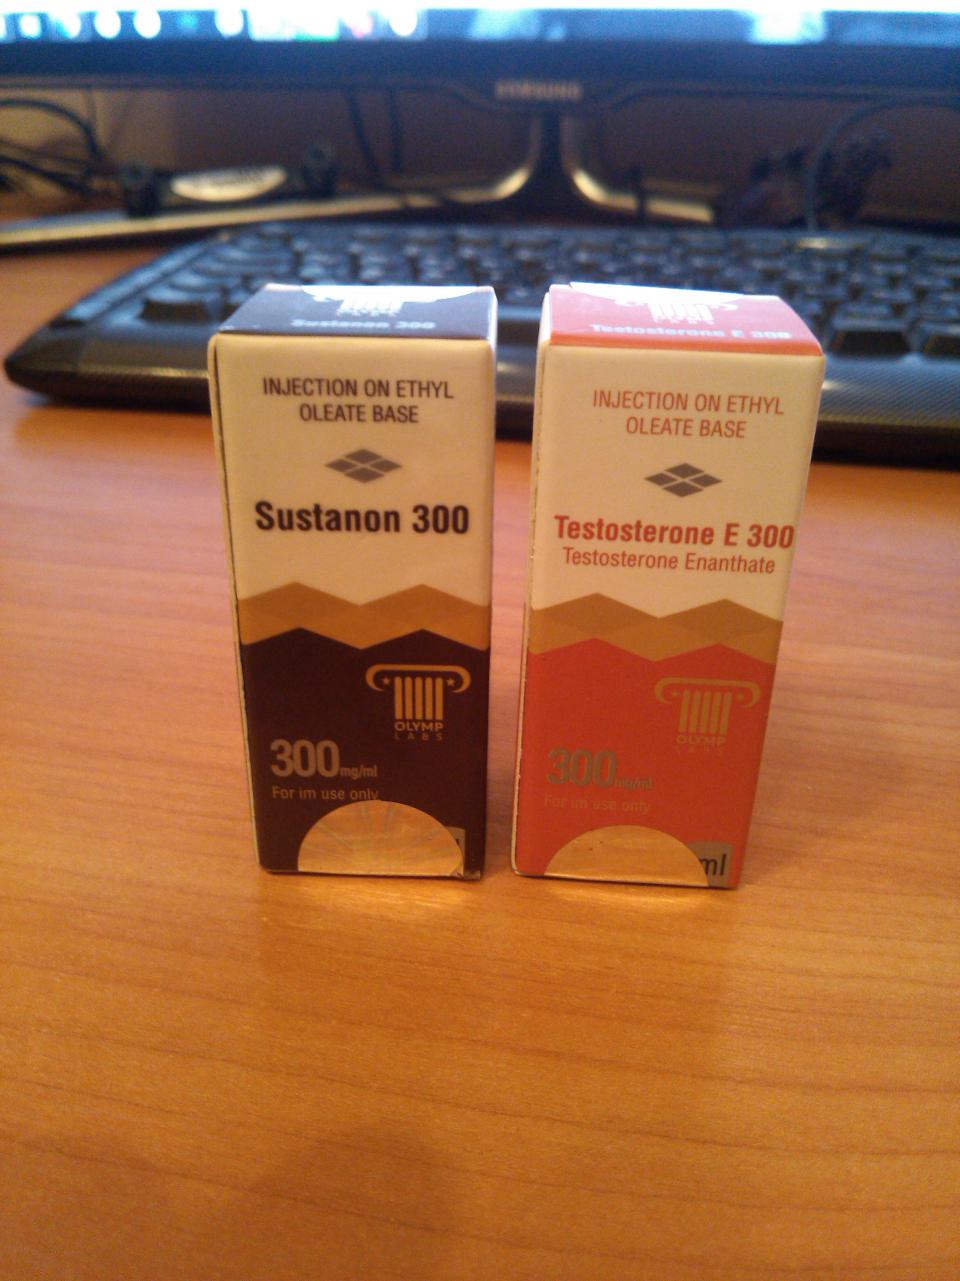 SAMSUNG
LABS
Sustanon 300
LABS
Testosterone E 300
INJECTION ON ETHYL
OLEATE BASE
Sustanon 300
OLYMP
LABS
300mg/ml
For im use only
INJECTION ON ETHYL
OLEATE BASE
Testosterone E 300
Testosterone Enanthate
OLYMP
LABS
300mg/ml
For im use only
ml